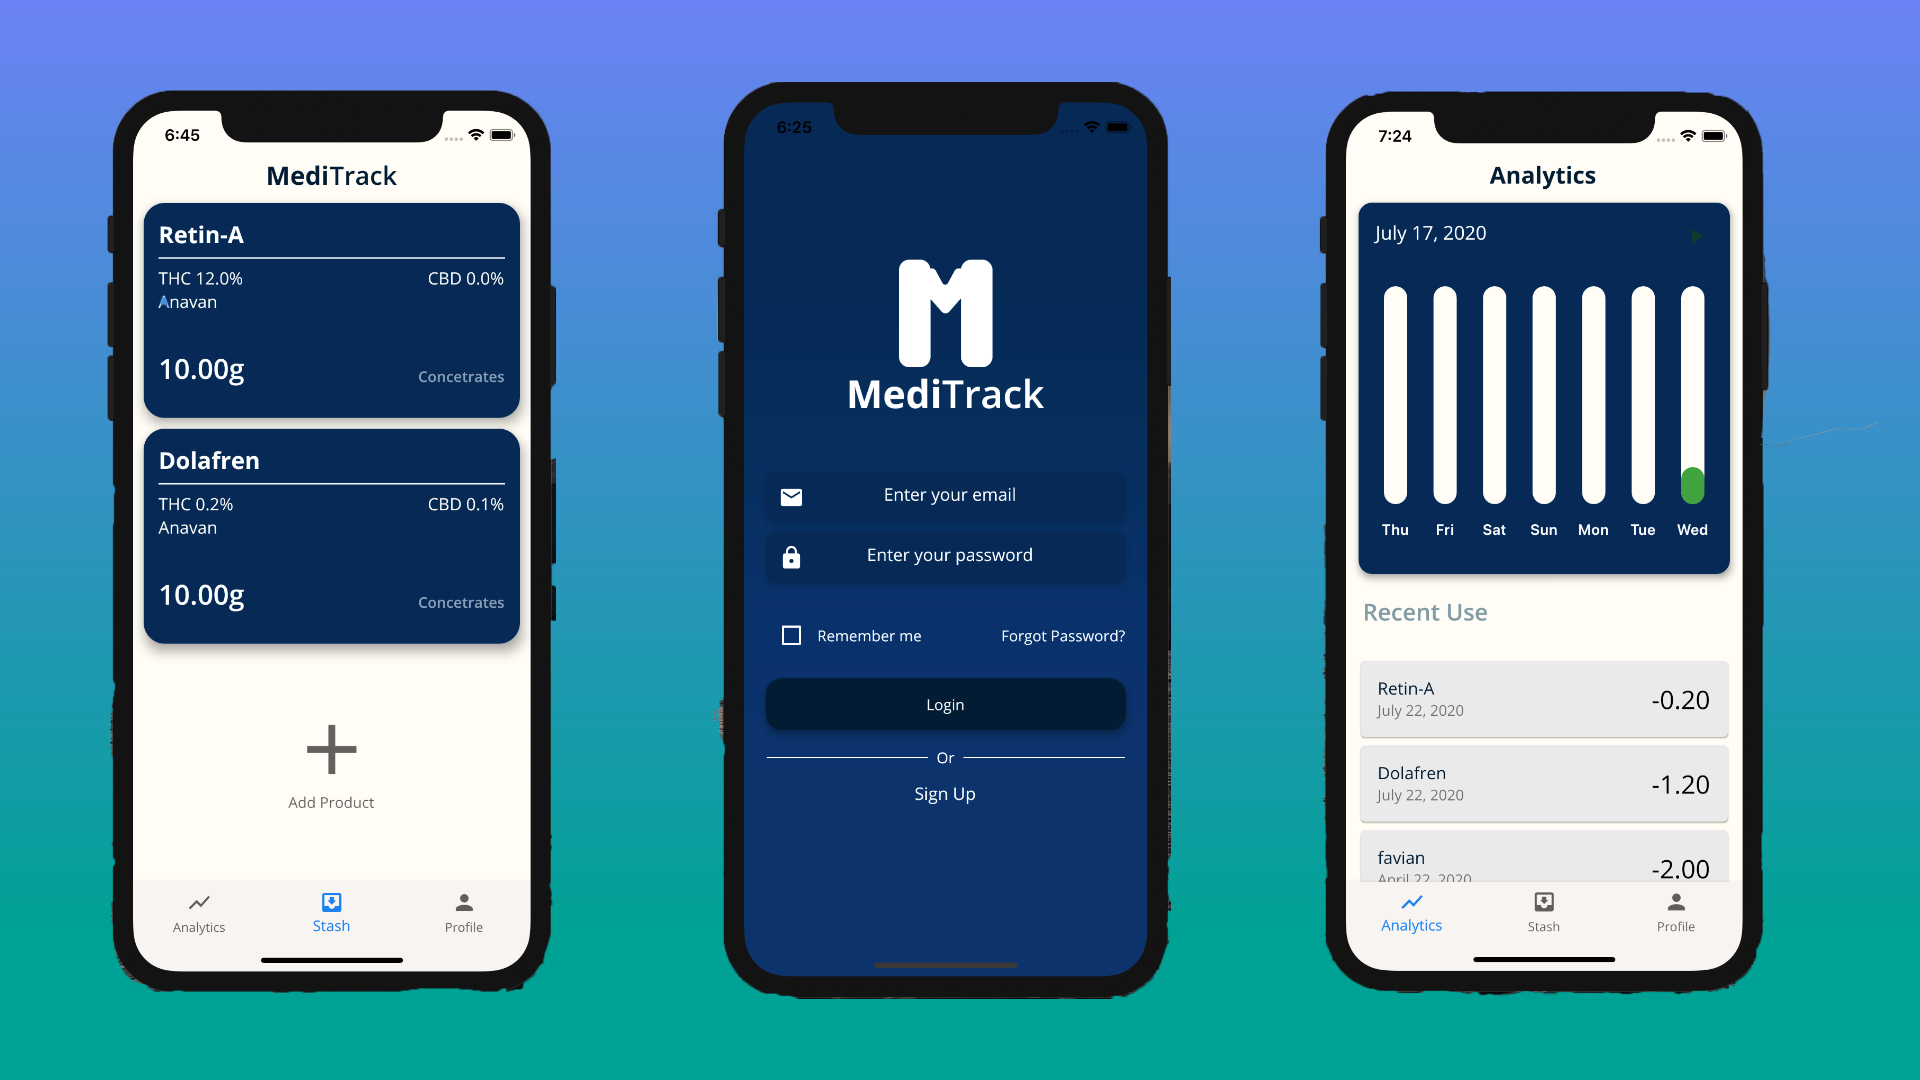 6:45
MediTrack
Retin-A
THC 12.0% CBD 0.0%
Anavan
10.00g Concetrates
Dolafren
THC 0.2% CBD 0.1%
Anavan
10.00g Concetrates
Add Product
Analytics Stash Profile
6:25
M
MediTrack
Enter your email
Enter your password
Remember me Forgot Password?
Login
Or
Sign Up
7:24
Analytics
July 17, 2020
Thu Fri Sat Sun Mon Tue Wed
Recent Use
Retin-A
July 22, 2020
-0.20
Dolafren
July 22, 2020
-1.20
favian
April 22, 2020
-2.00
Analytics Stash Profile